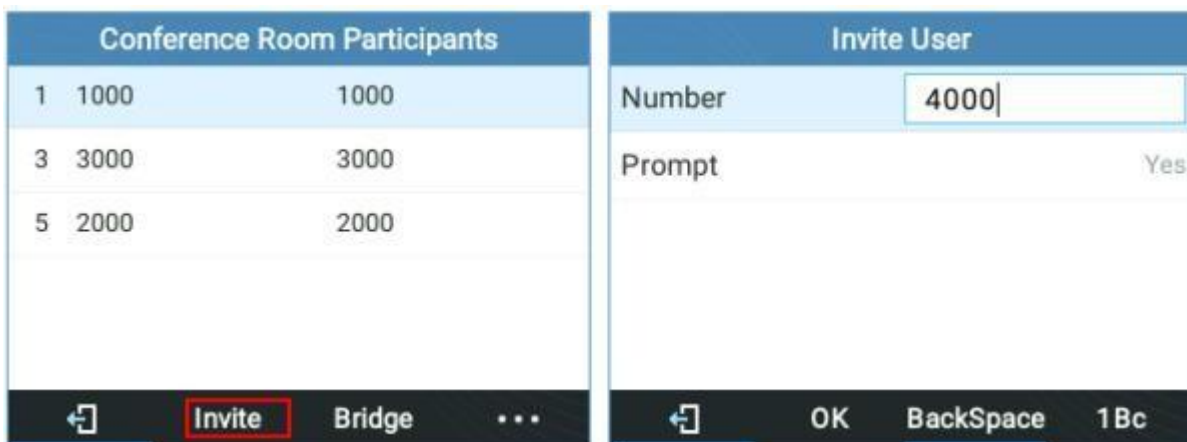 Conference Room Participants
1 1000 1000
3 3000 3000
5 2000 2000
Invite Bridge ...
Invite User
Number 4000
Prompt Yes
OK BackSpace 1Bc